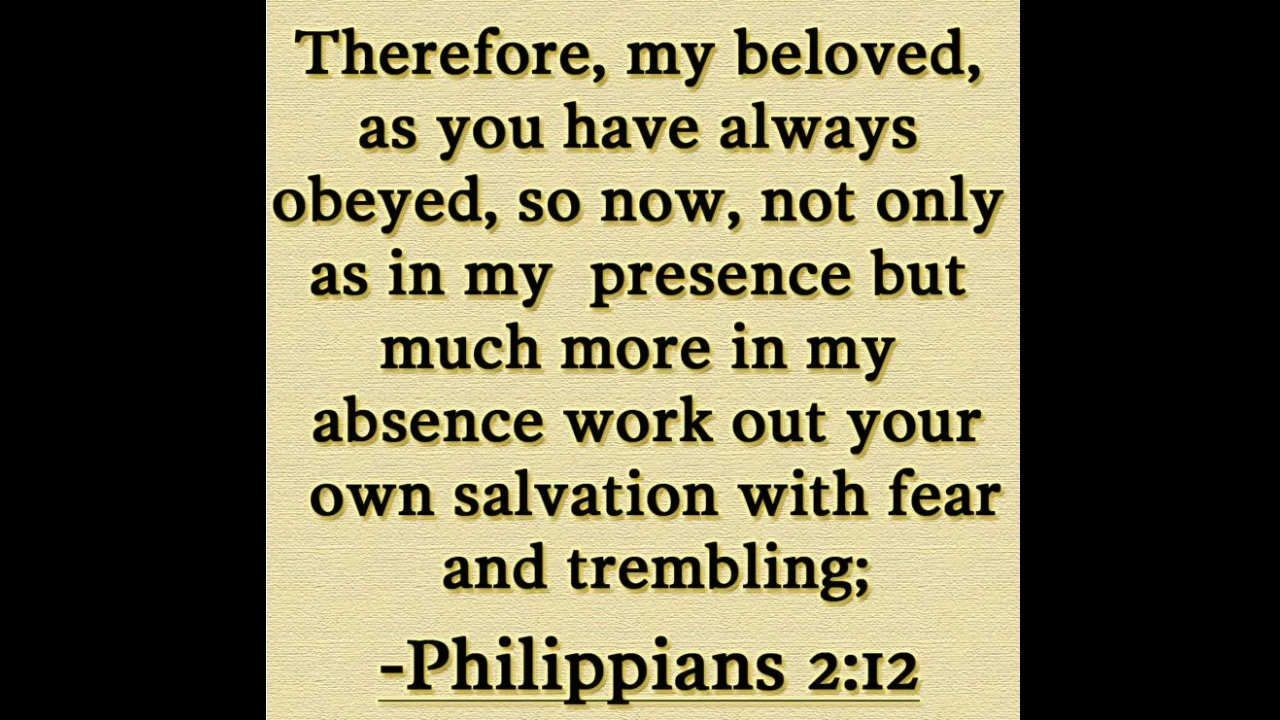 Therefore, my beloved,
as you have always
obeyed, so now, not only
as in my  presence but
much more in my
absence work out your
own salvation with fear
and trembling;
-Philippians 2:12